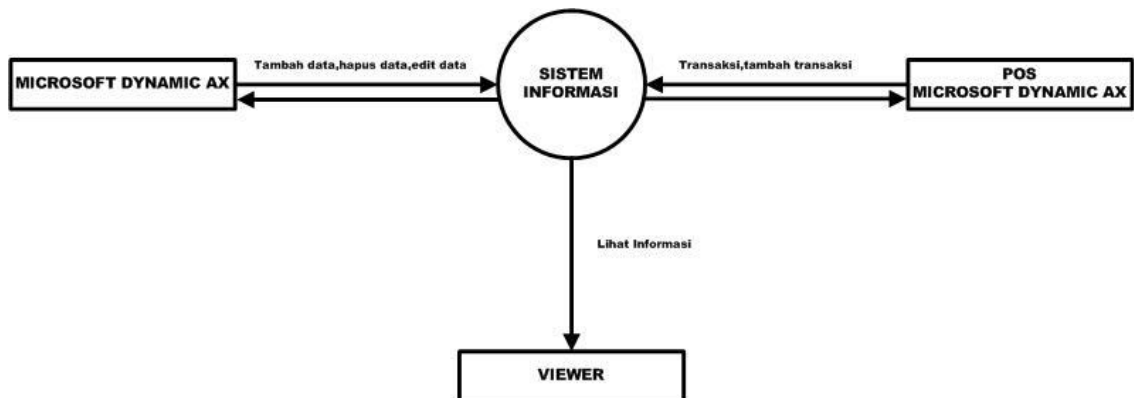 MICROSOFT DYNAMIC AX
Tambah data,hapus data,edit data
SISTEM
INFORMASI
Transaksi,tambah transaksi
POS
MICROSOFT DYNAMIC AX
Lihat Informasi
VIEWER